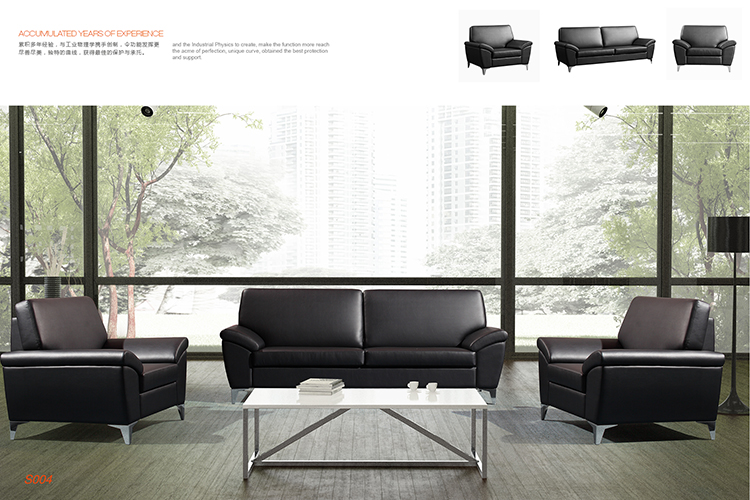 ACCUMULATED YEARS OF EXPERIENCE
累积多年经验，与工业物理学携手创制，令功能发挥更
尽善尽美，独特的曲线，获得最佳的保护与承托。
and the Industrial Physics to create, make the function more reach
the acine of perfection, unique curve, obtained the best protection
and support
S004